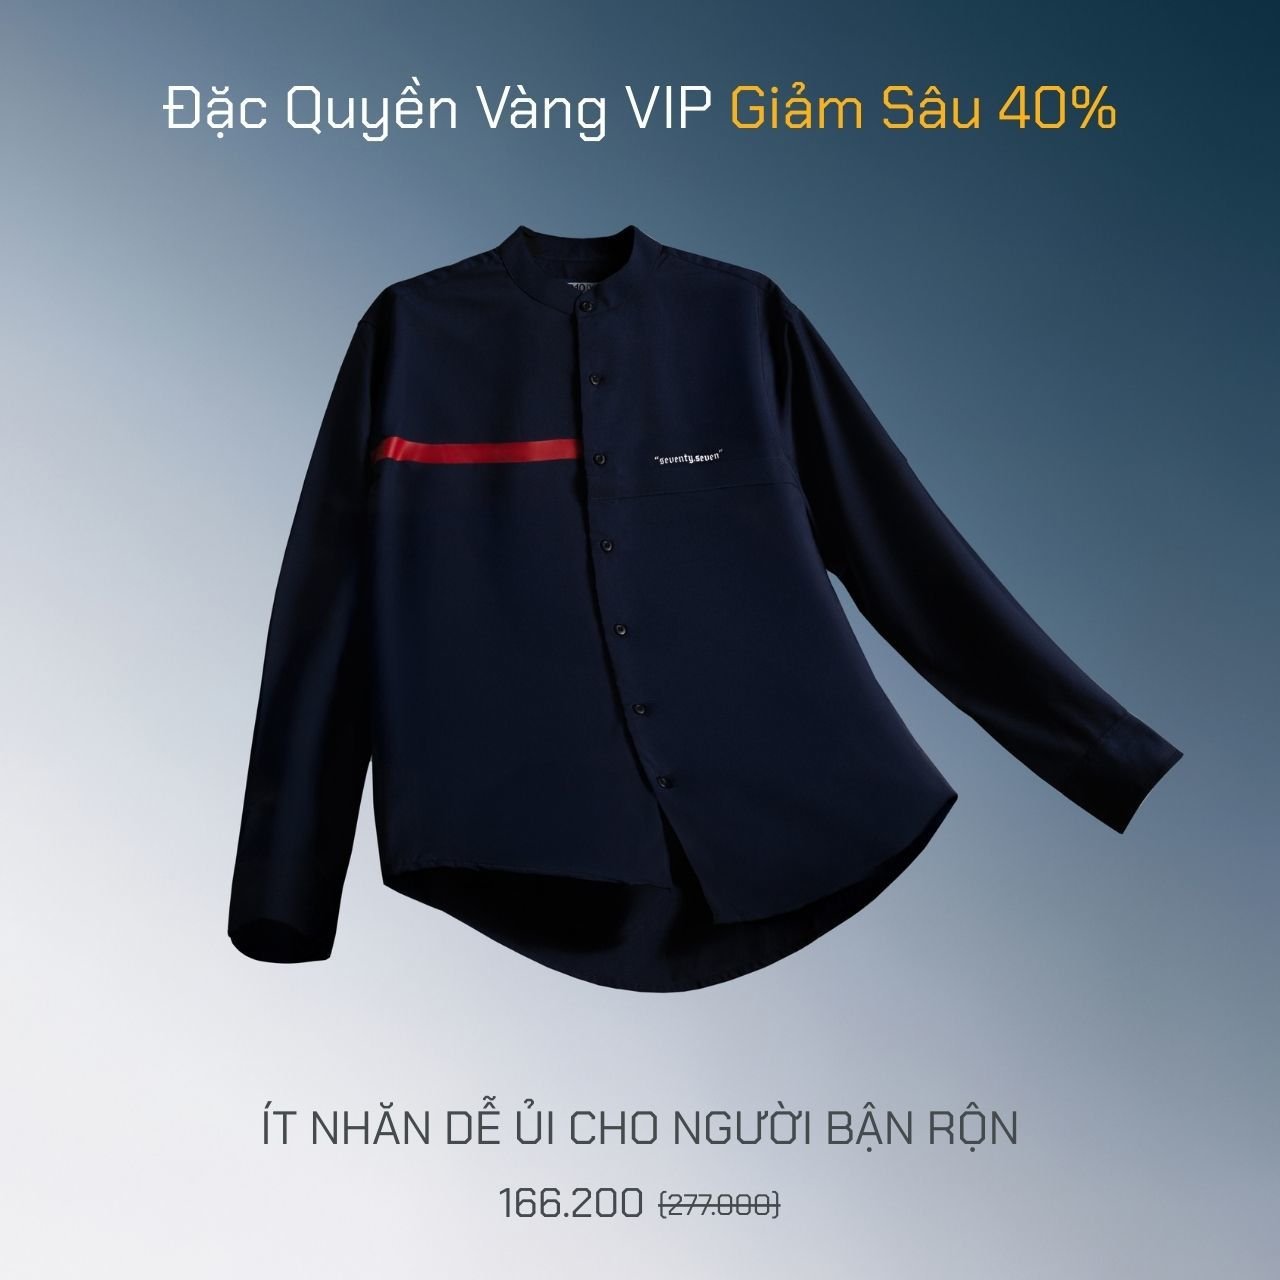 Đặc Quyền Vàng VIP Giảm Sâu 40%
"seventy.seven"
ÍT NHĂN DỄ ỦI CHO NGƯỜI BẬN RỘN
166.200 (277.000)